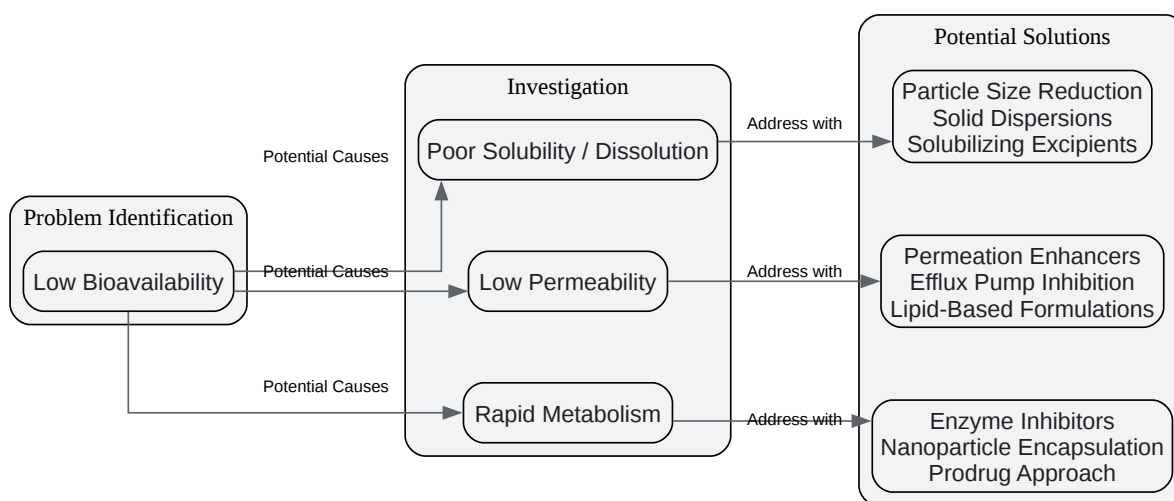 Problem Identification
Low Bioavailability
Potential Causes
Potential Causes
Potential Causes
Investigation
Poor Solubility / Dissolution
Low Permeability
Rapid Metabolism
Address with
Address with
Address with
Potential Solutions
Particle Size Reduction
Solid Dispersions
Solubilizing Excipients
Permeation Enhancers
Efflux Pump Inhibition
Lipid-Based Formulations
Enzyme Inhibitors
Nanoparticle Encapsulation
Prodrug Approach